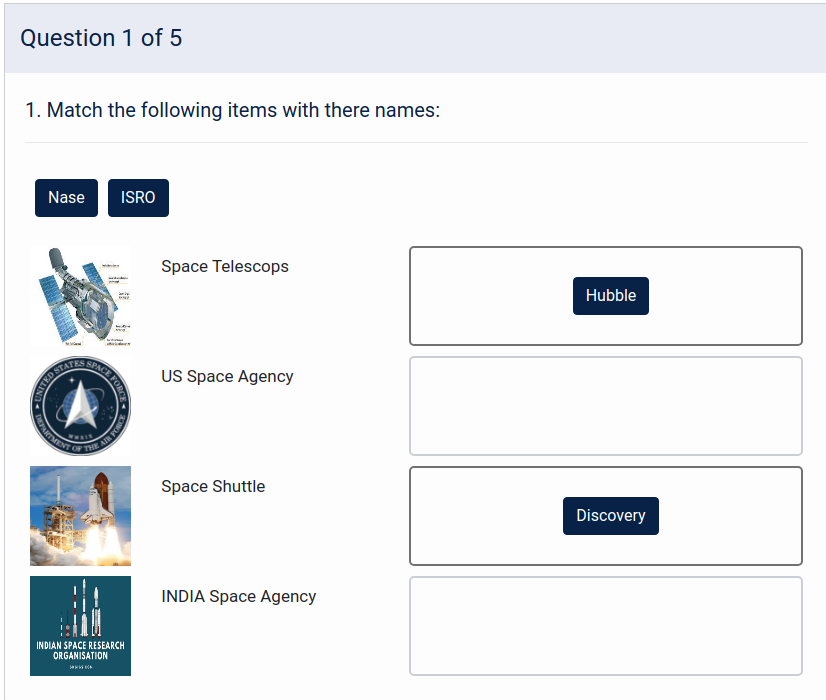 Question 1 of 5
1. Match the following items with there names:
Nase ISRO
Space Telescops
Hubble
UNITED STATES SPACE FORCE
DEPARTMENT OF THE AIR FORCE
MMXIX
US Space Agency
Space Shuttle
Discovery
INDIAN SPACE RESEARCH
ORGANISATION
INDIA Space Agency